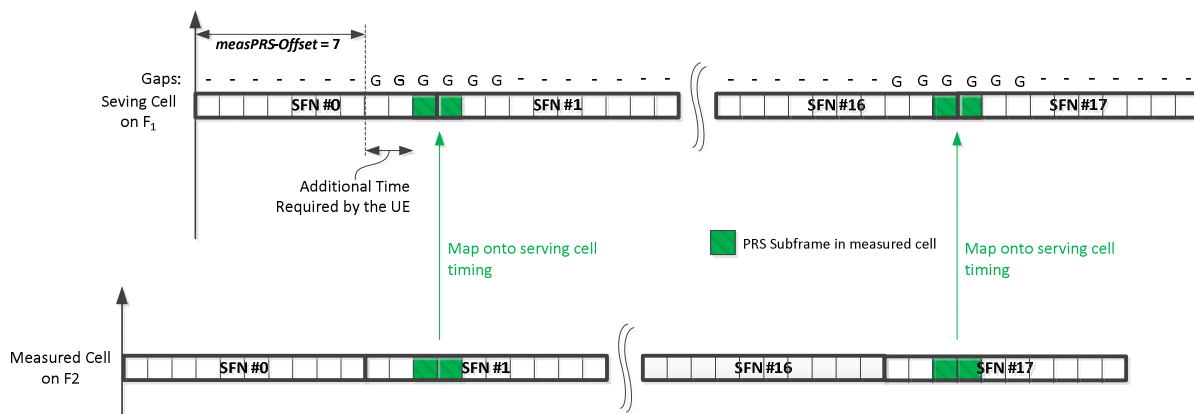 measPRS-Offset = 7
Gaps: - - - - - - - G G G G G G - - - - - - - - - - - - - - G G G G G G - - - - - - -
Seving Cell
on F1
SFN #0
SFN #1
SFN #16
SFN #17
Additional Time
Required by the UE
Map onto serving cell
timing
PRS Subframe in measured cell
Map onto serving cell
timing
Measured Cell
on F2
SFN #0
SFN #1
SFN #16
SFN #17